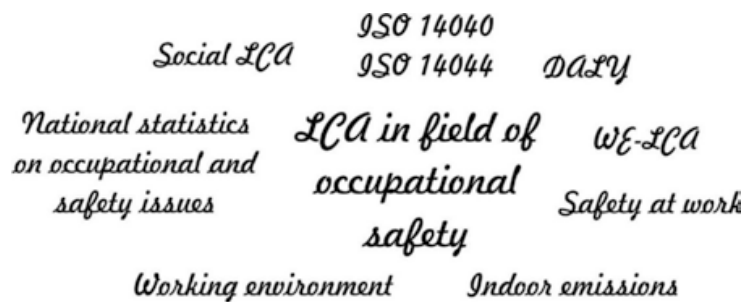 ISO 14040
Social LCA
ISO 14044
DALY
National statistics
on occupational and
safety issues
LCA in field of
occupational
safety
WE-LCA
Safety at work
Working environment
Indoor emissions